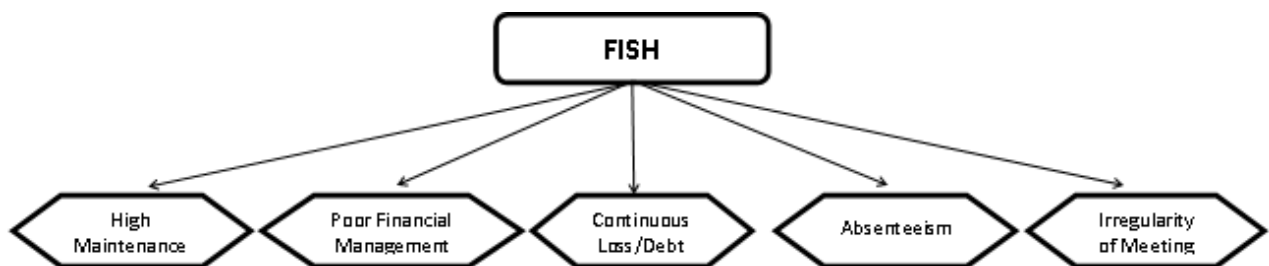 FISH
High
Maintenance
Poor Financial
Management
Continuous
Loss/Debt
Absenteeism
Irregularity
of Meeting